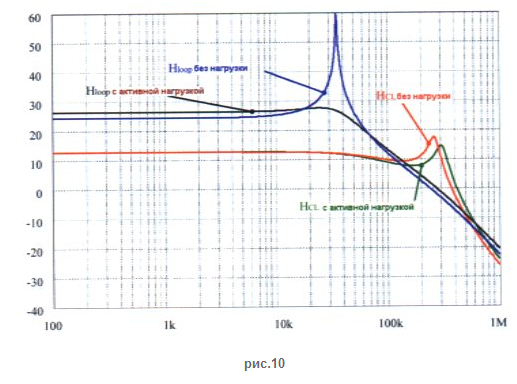 60
50
40
30
20
10
0
-10
-20
-30
-40
Hloop без нагрузки
Hloop с активной нагрузкой
HCL без нагрузки
HCL с активной нагрузкой
100 1k 10k 100k 1M
рис.10